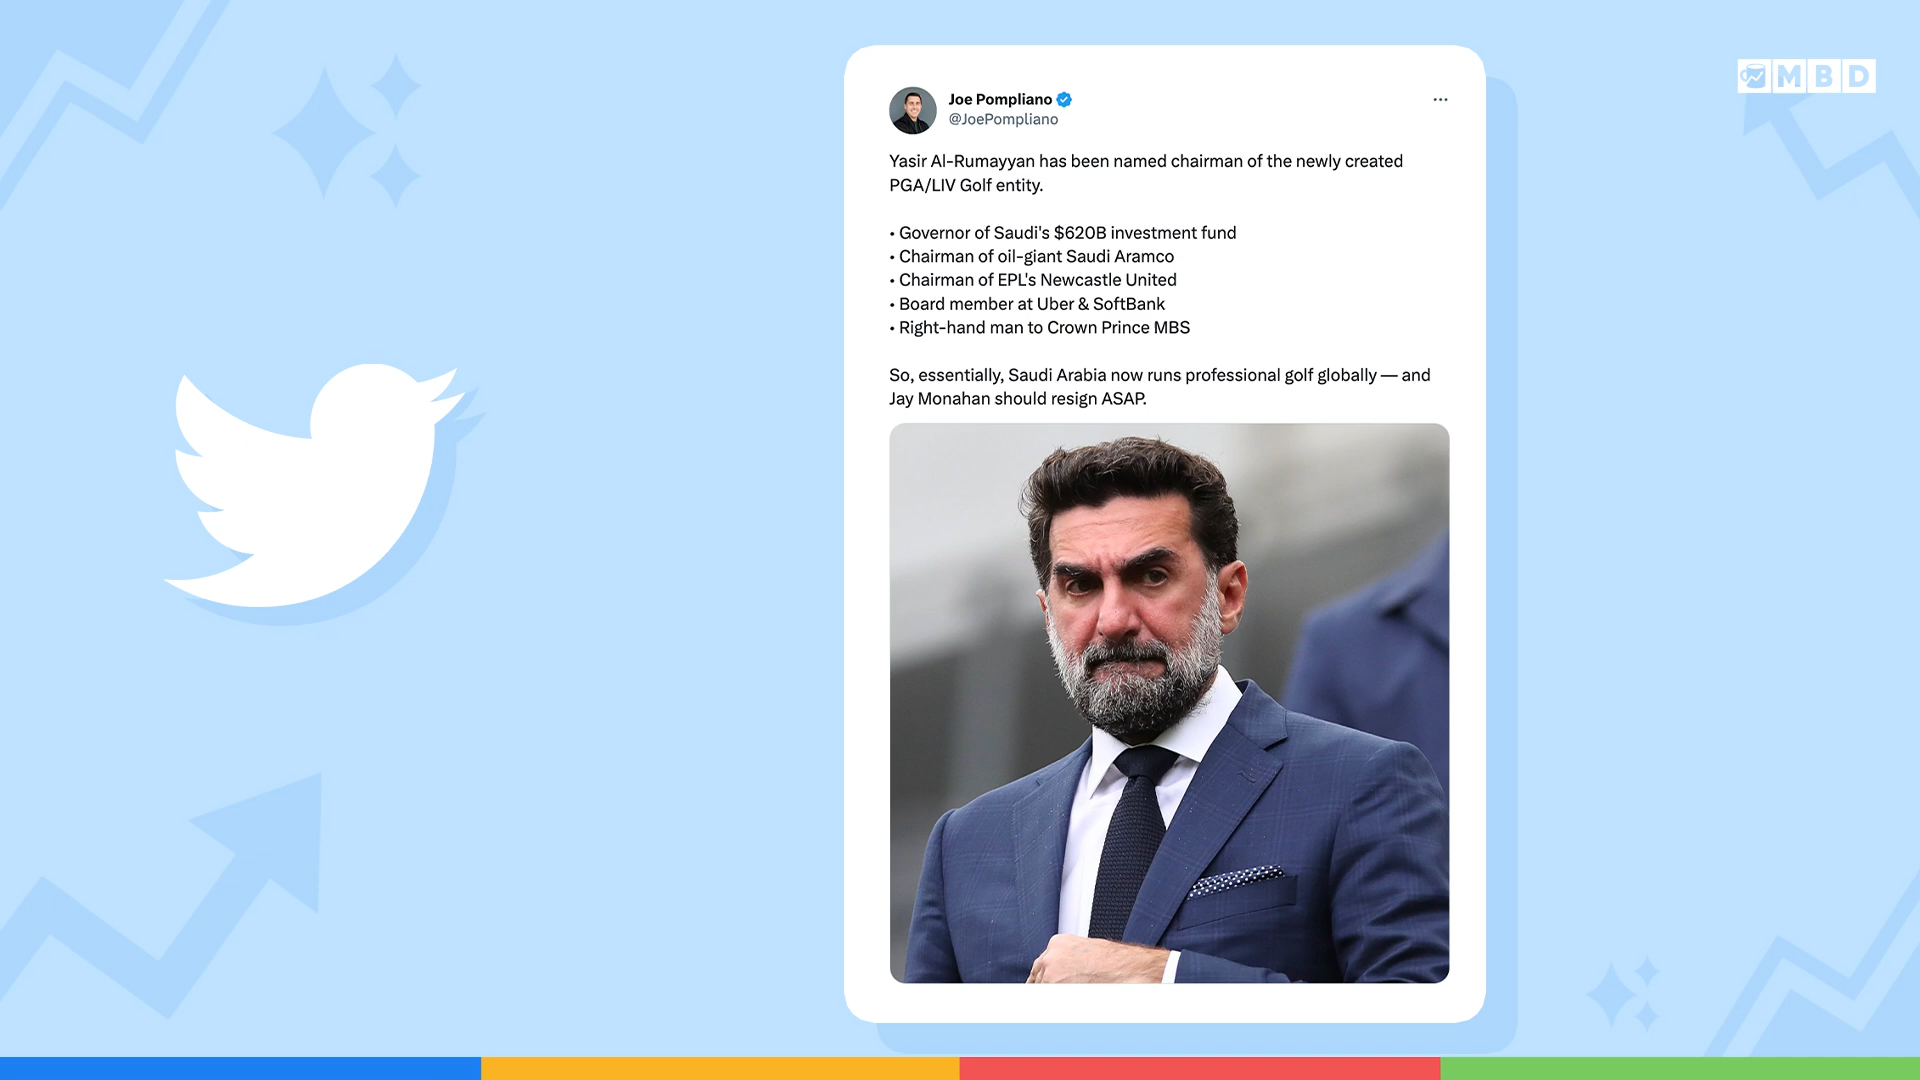 MBD
Joe Pompliano
@JoePompliano
Yasir Al-Rumayyan has been named chairman of the newly created
PGA/LIV Golf entity.
• Governor of Saudi's $620B investment fund
• Chairman of oil-giant Saudi Aramco
• Chairman of EPL's Newcastle United
• Board member at Uber & SoftBank
• Right-hand man to Crown Prince MBS
So, essentially, Saudi Arabia now runs professional golf globally — and
Jay Monahan should resign ASAP.